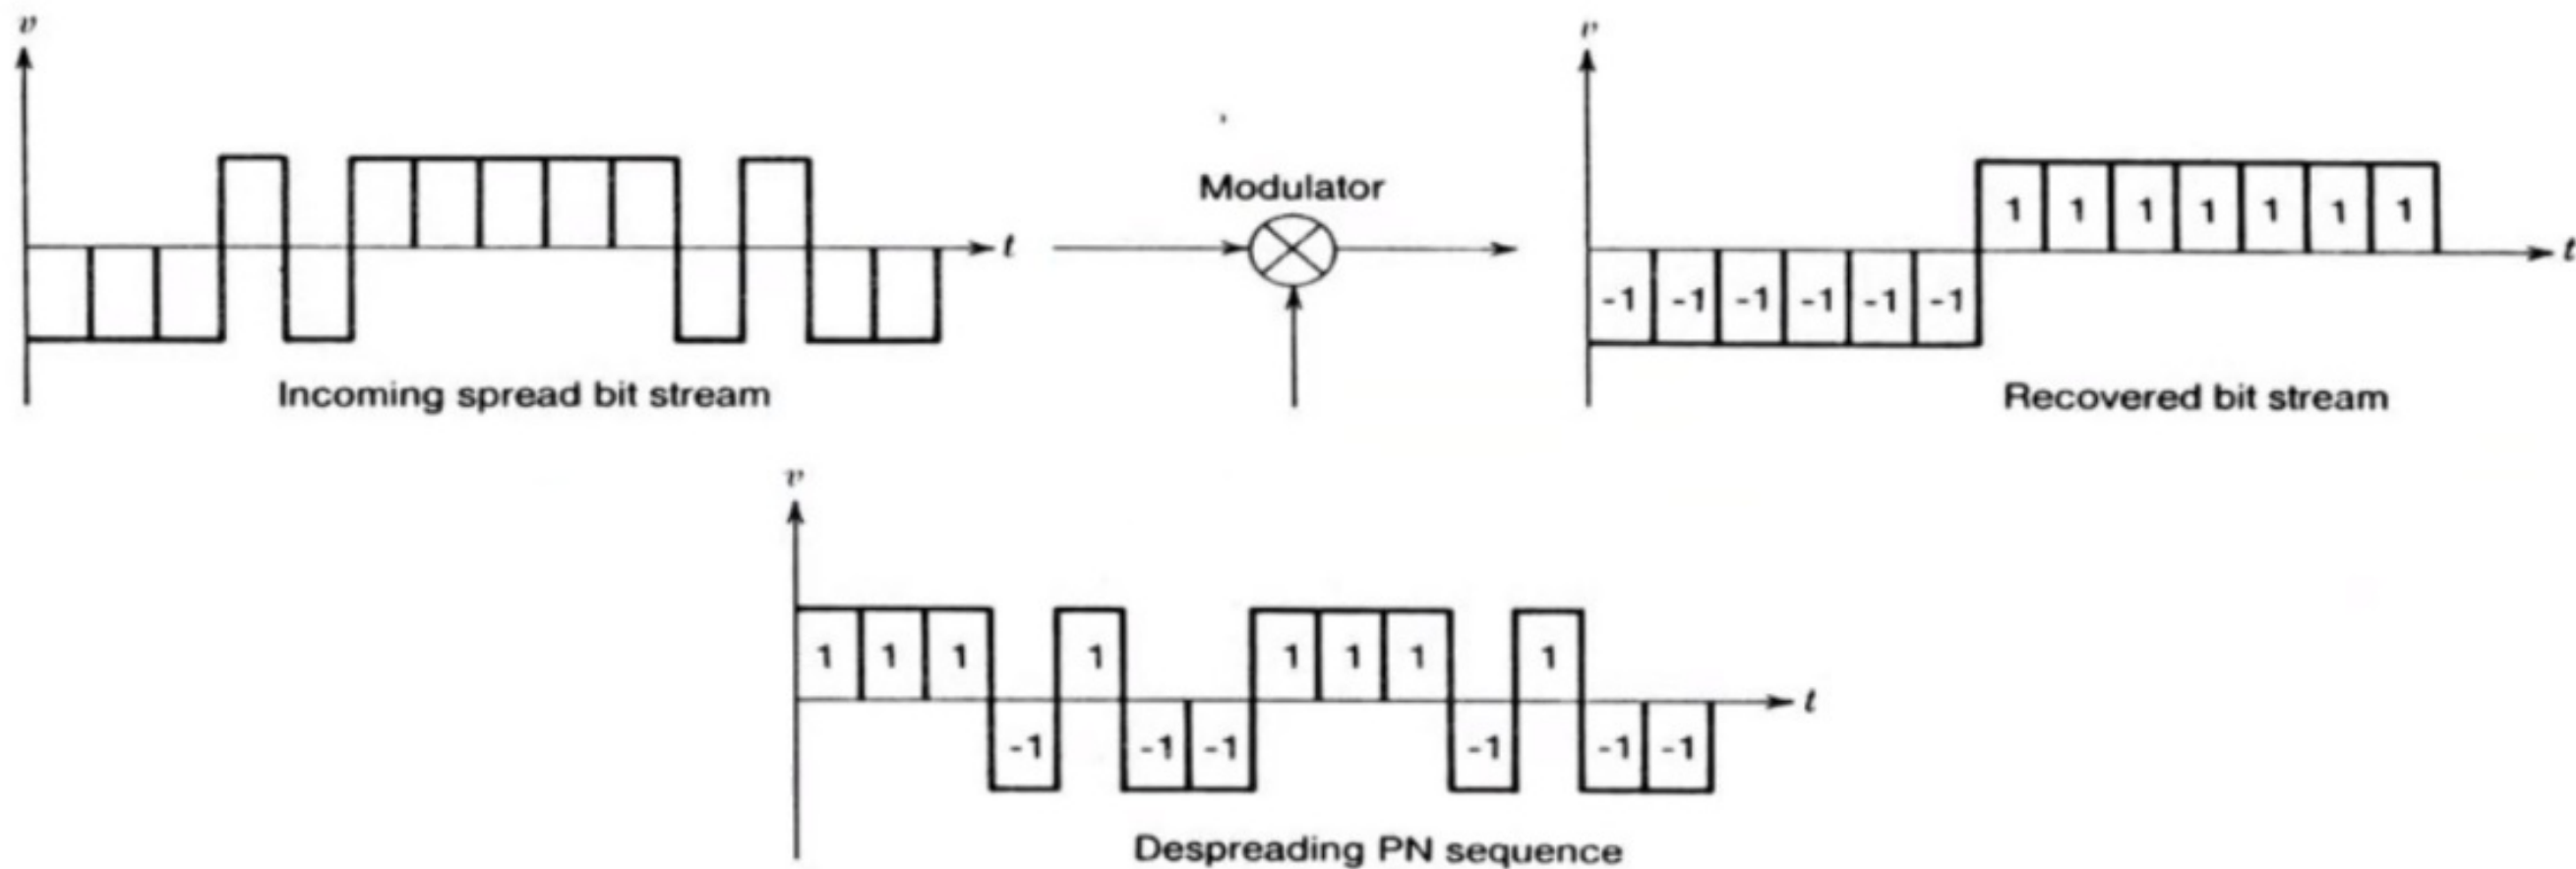 v
v
Modulator
t
t
1 1 1 1 1 1 1
-1 -1 -1 -1 -1 -1
Incoming spread bit stream
Recovered bit stream
v
1 1 1 1 1 1 1 1
t
-1 -1 -1 -1 -1 -1
Despreading PN sequence